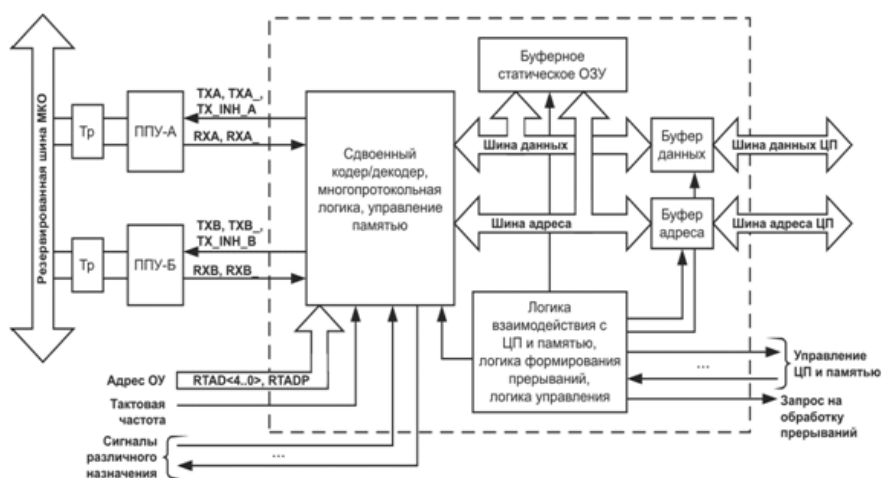 Резервированная шина МКО
Тр
ППУ-А
TXA, TXA_,
TX_INH_A
RXA, RXA_
Тр
ППУ-Б
TXB, TXB_,
TX_INH_B
RXB, RXB_
Сдвоенный
кодер/декодер,
многопротокольная
логика, управление
памятью
Буферное
статическое ОЗУ
Шина данных
Буфер
данных
Шина данных ЦП
Шина адреса
Буфер
адреса
Шина адреса ЦП
Логика
взаимодействия с
ЦП и памятью,
логика формирования
прерываний,
логика управления
...
Управление
ЦП и памятью
Запрос на
обработку
прерываний
Адрес ОУ
RTAD<4..0>, RTADP
Тактовая
частота
Сигналы
различного
назначения
...